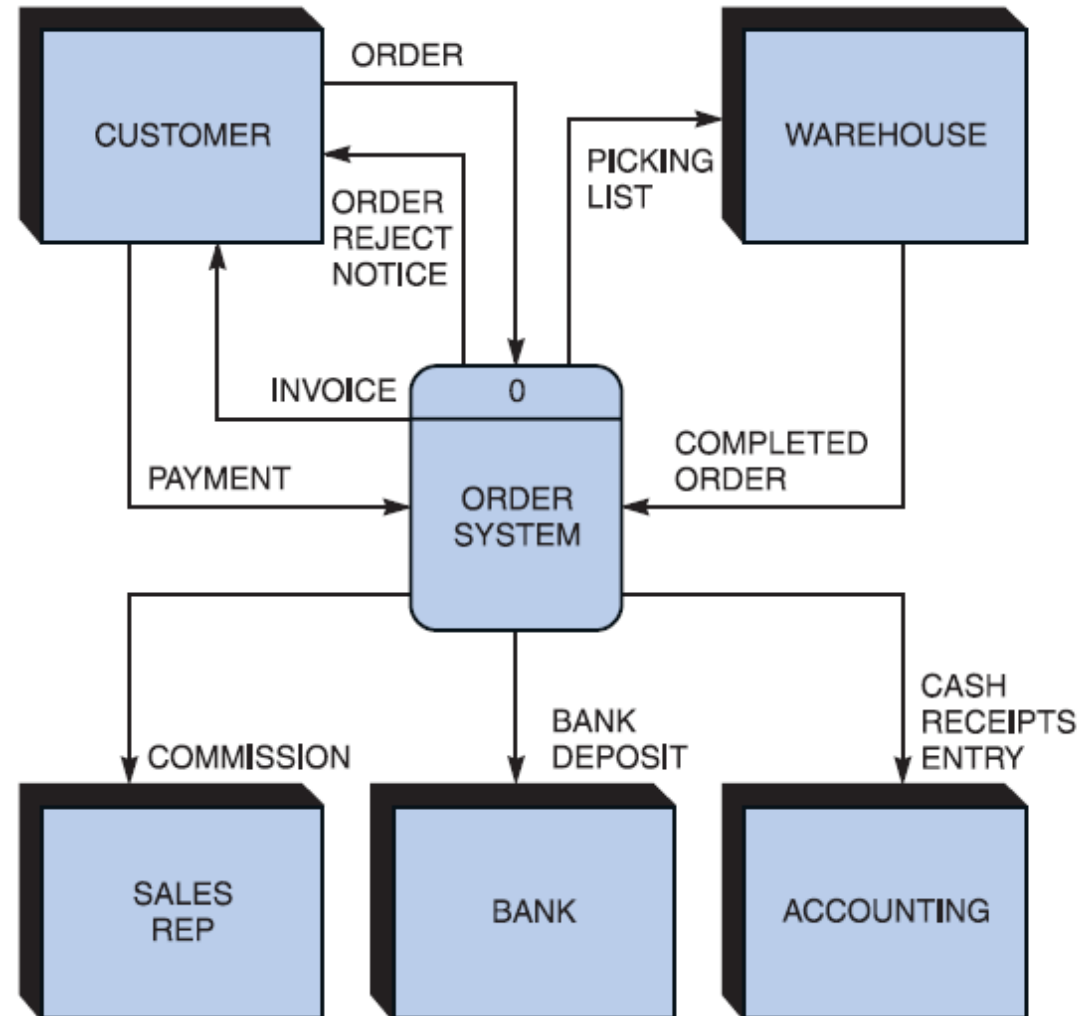 ORDER
CUSTOMER
WAREHOUSE
PICKING
LIST
ORDER
REJECT
NOTICE
INVOICE
0
COMPLETED
ORDER
PAYMENT
ORDER
SYSTEM
CASH
RECEIPTS
ENTRY
BANK
DEPOSIT
COMMISSION
SALES
REP
BANK
ACCOUNTING